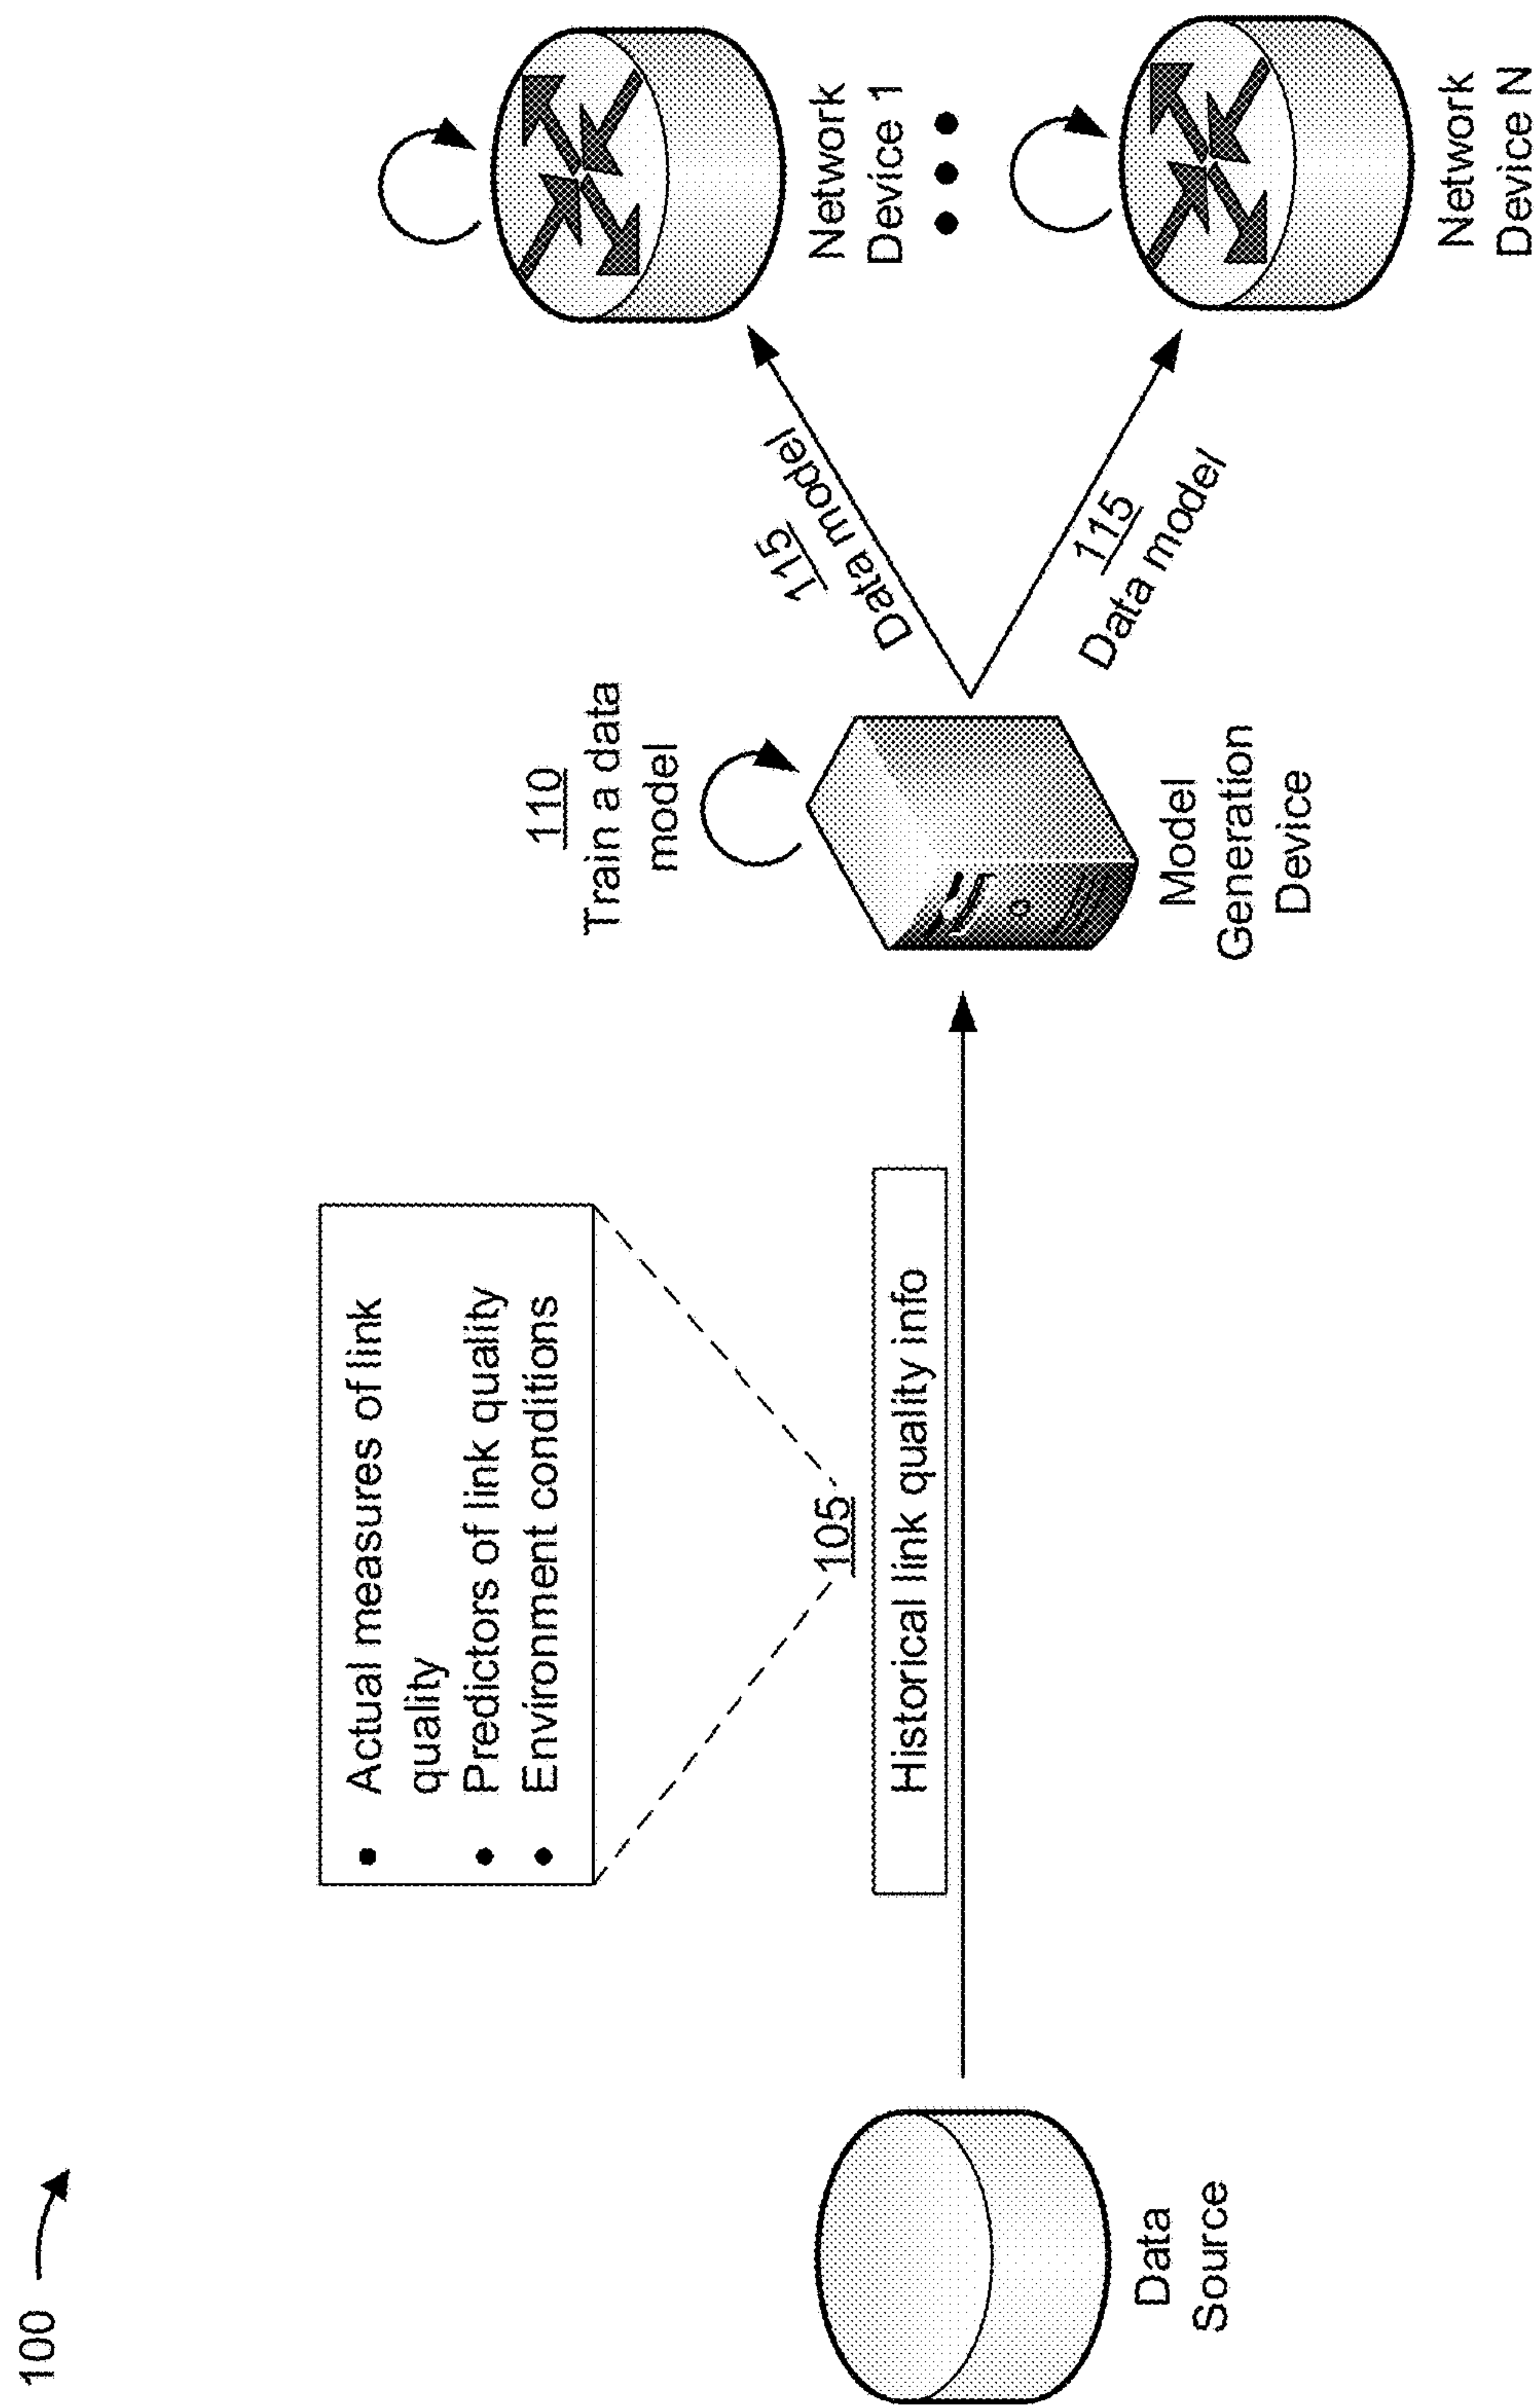 100
• Actual measures of link
quality
• Predictors of link quality
• Environment conditions
105
Historical link quality info
Data
Source
110
Train a data
model
Model
Generation
Device
115
Data model
115
Data model
Network
Device 1
Network
Device N